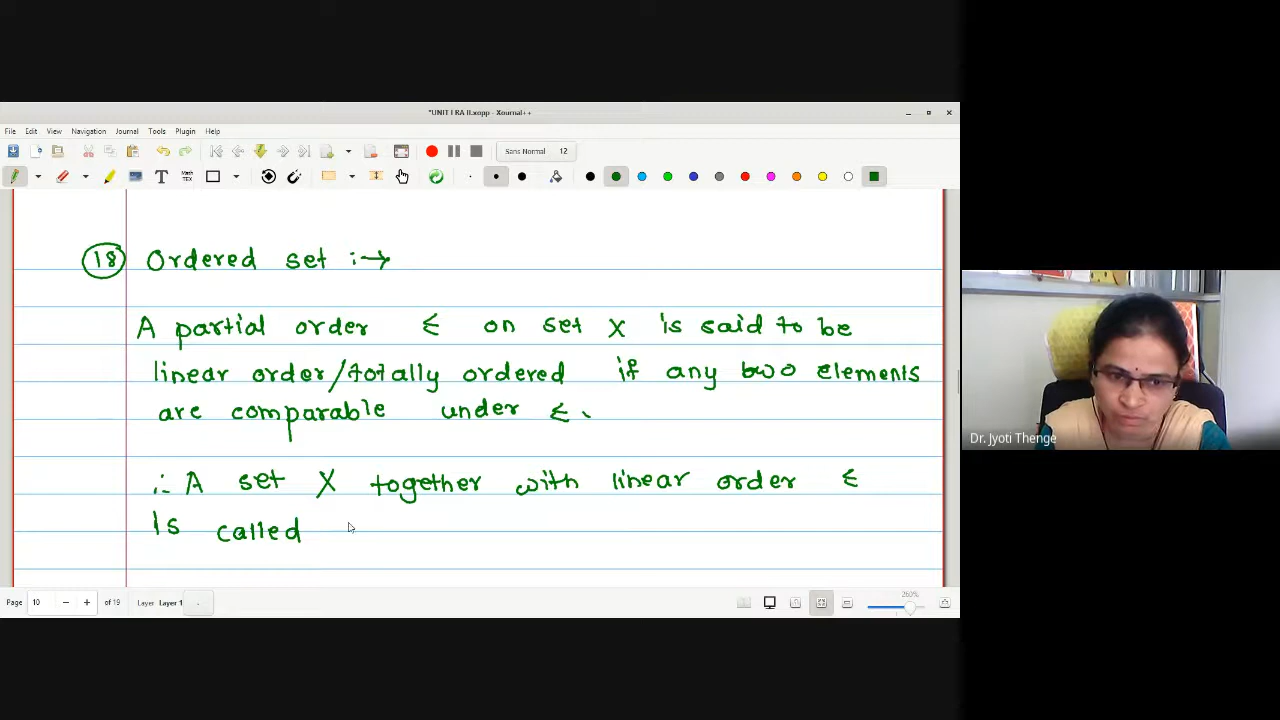 *UNIT I RA II.xopp - Xournal++
File Edit View Navigation Journal Tools Plugin Help
Sans Normal 12
18 Ordered set :→
A partial order ≤ on set X is said to be
linear order/totally ordered if any two elements
are comparable under ≤.
∴ A set X together with linear order ≤
Is called
Dr. Jyoti Thenge
Page 10 of 19 Layer Layer 1
260%